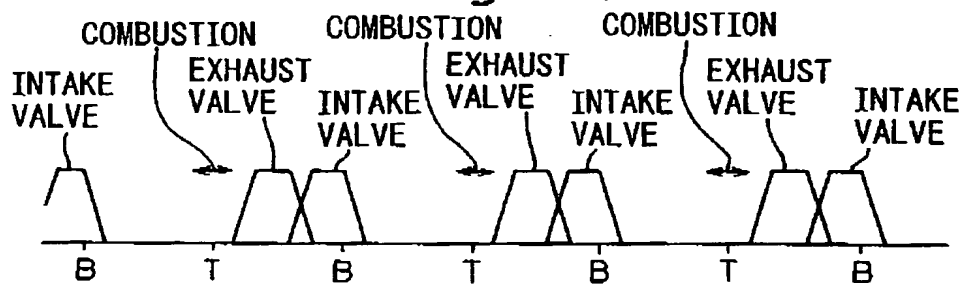 COMBUSTION
COMBUSTION
COMBUSTION
INTAKE
VALVE
EXHAUST
VALVE
INTAKE
VALVE
EXHAUST
VALVE
INTAKE
VALVE
EXHAUST
VALVE
INTAKE
VALVE
B T B T B T B